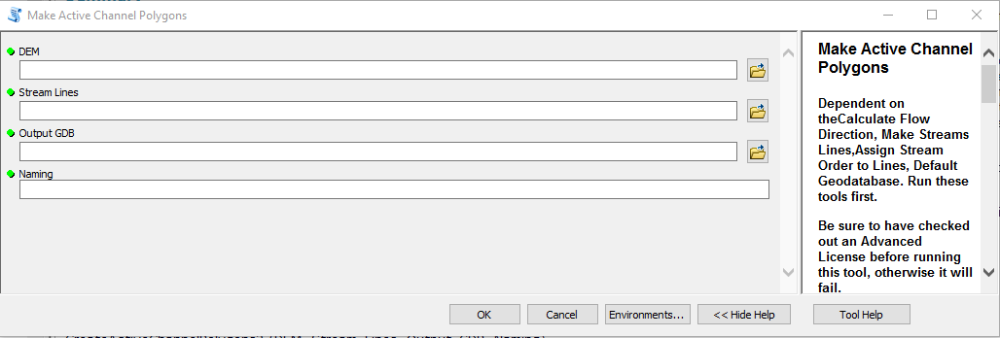 Make Active Channel Polygons
DEM
Stream Lines
Output GDB
Naming
OK
Cancel
Environments...
<< Hide Help
Make Active Channel
Polygons
Dependent on
theCalculate Flow
Direction, Make Streams
Lines,Assign Stream
Order to Lines, Default
Geodatabase. Run these
tools first.
Be sure to have checked
out an Advanced
License before running
this tool, otherwise it will
fail.
Tool Help